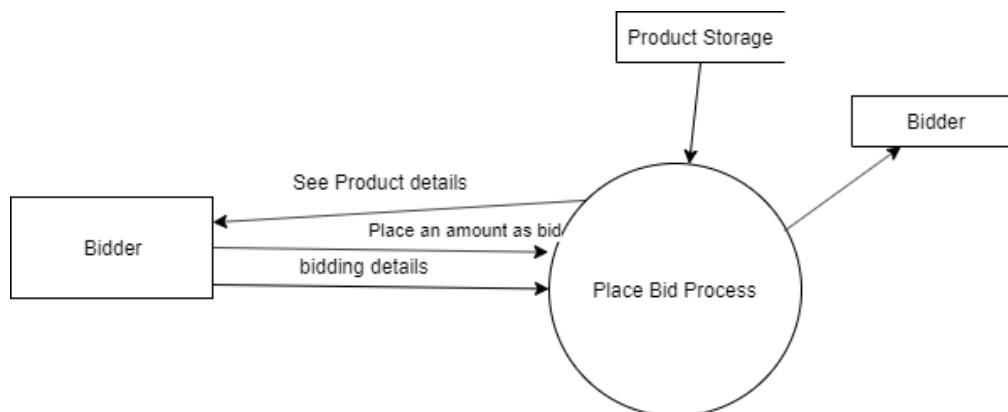 Product Storage
Bidder
See Product details
Place an amount as bid
Bidder
bidding details
Place Bid Process